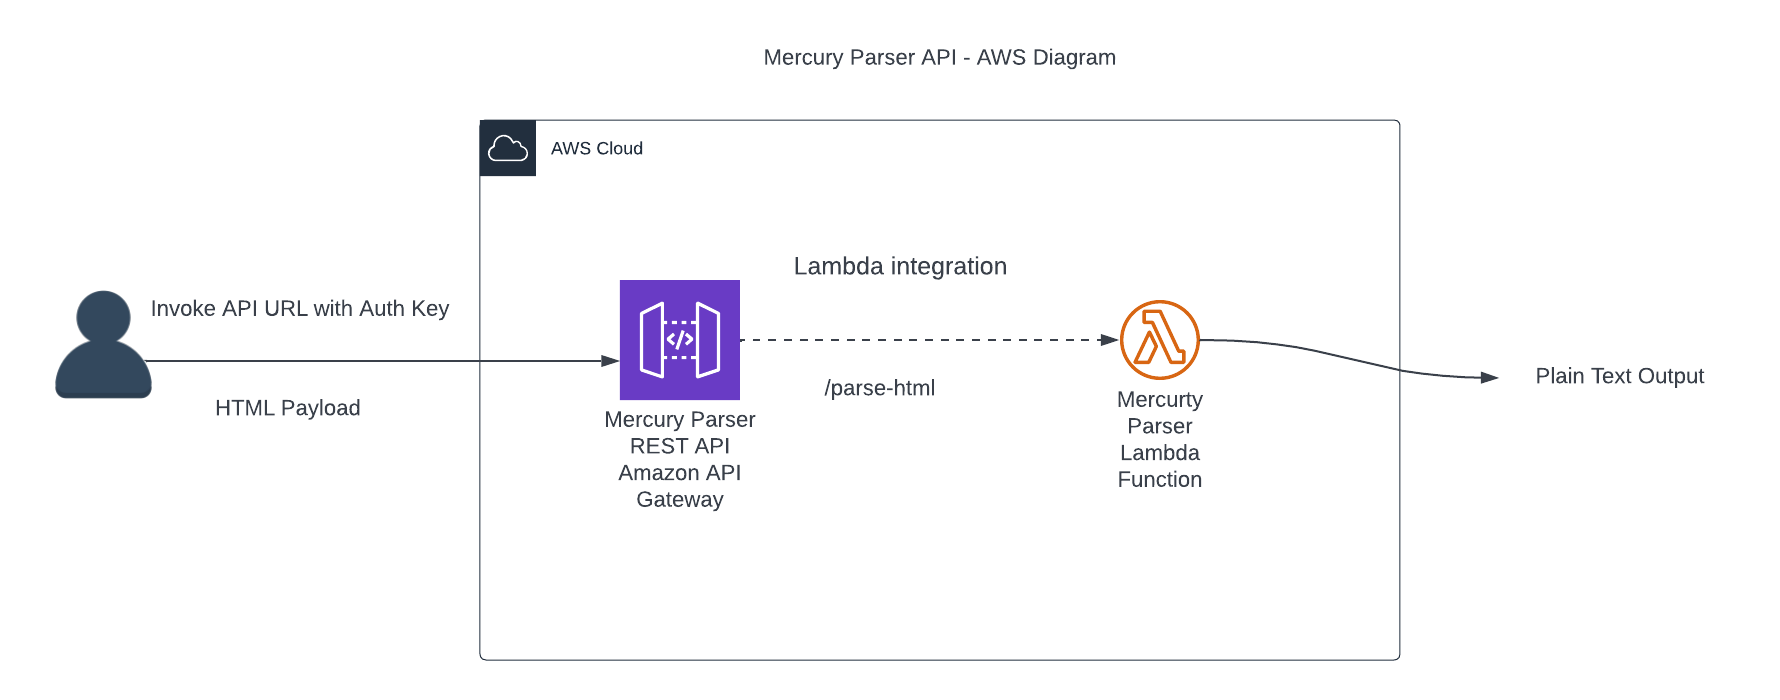 Mercury Parser API - AWS Diagram
AWS Cloud
Lambda integration
Invoke API URL with Auth Key
HTML Payload
</>
/parse-html
Mercury Parser
REST API
Amazon API
Gateway
Mercurty
Parser
Lambda
Function
Plain Text Output